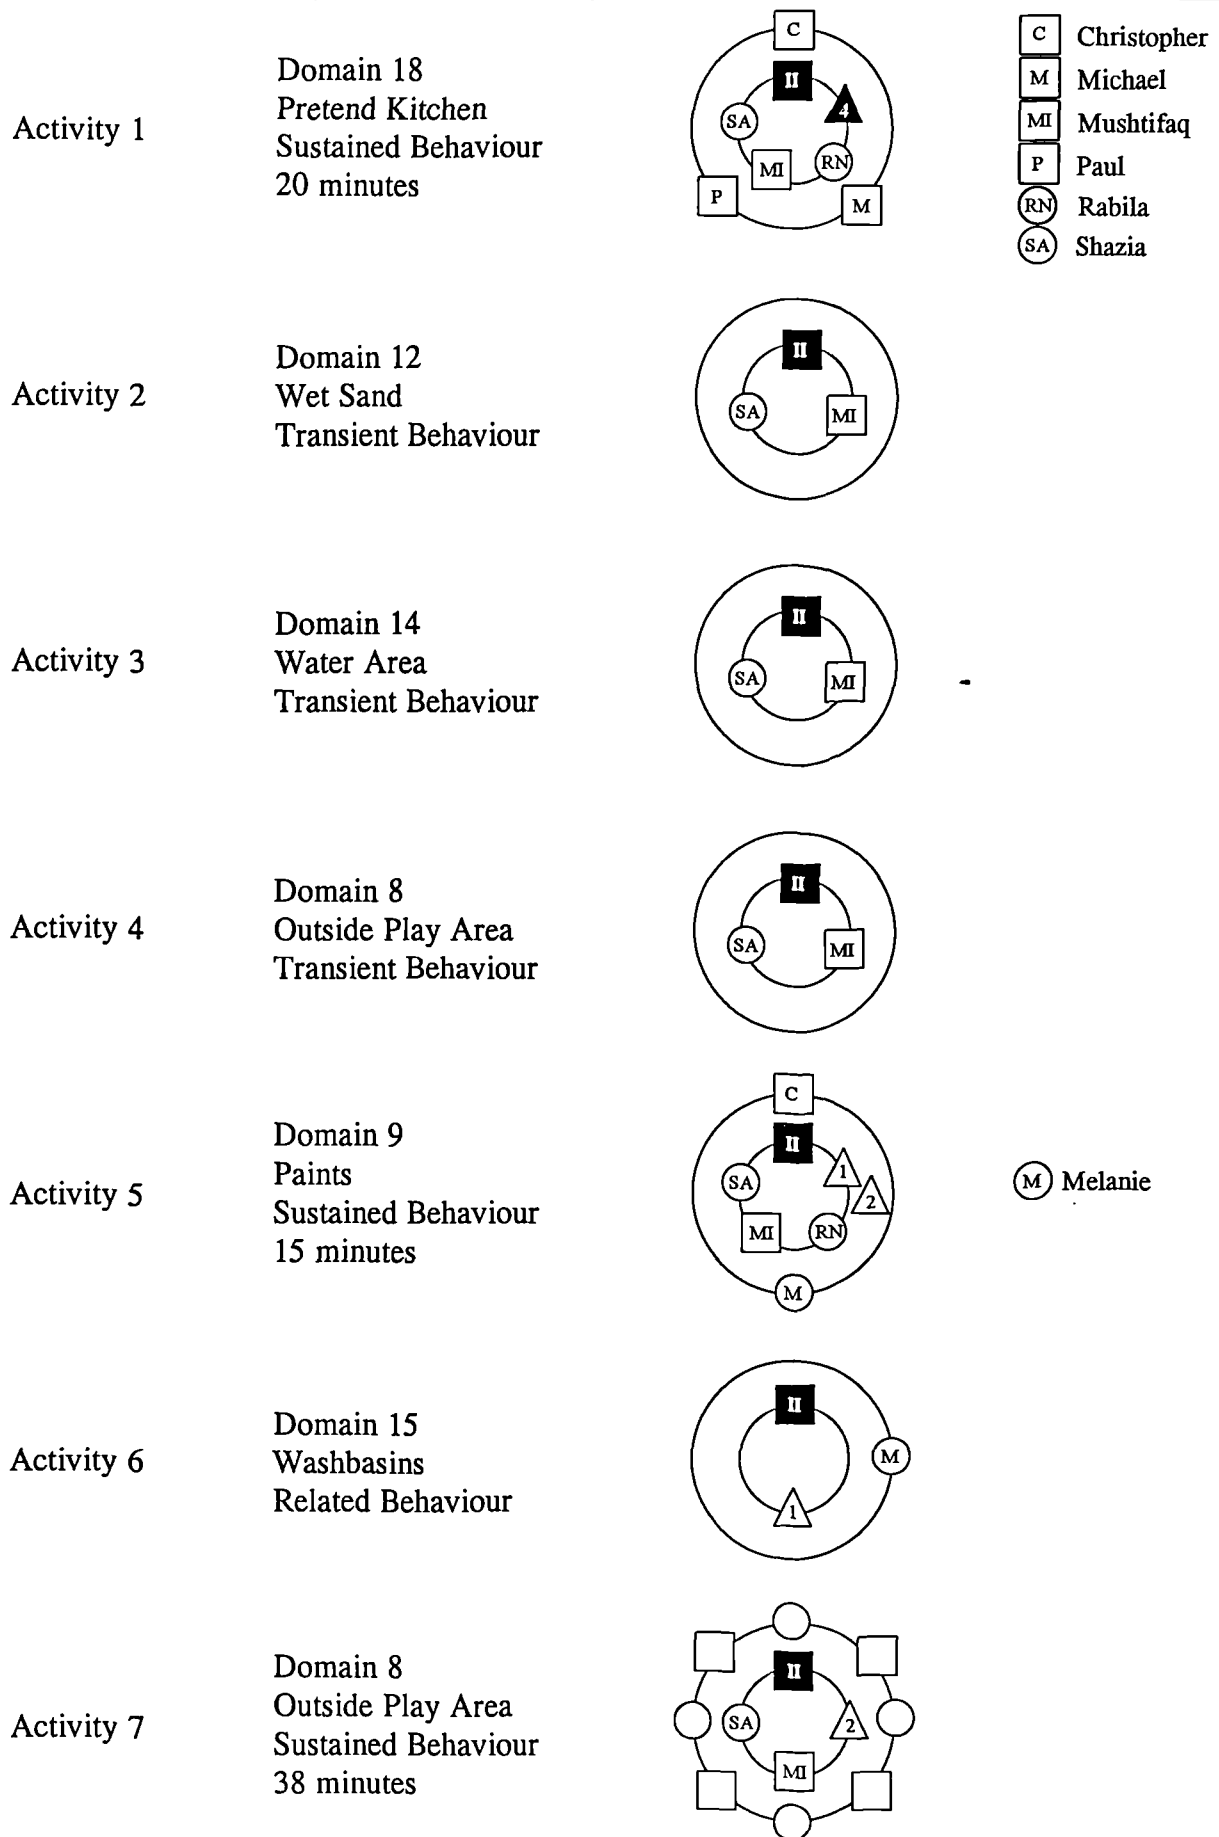 Activity 1
Domain 18
Pretend Kitchen
Sustained Behaviour
20 minutes
C
II
4
SA
MI
RN
P
M
C Christopher
M Michael
MI Mushtifaq
P Paul
RN Rabila
SA Shazia
Activity 2
Domain 12
Wet Sand
Transient Behaviour
II
SA
MI
Activity 3
Domain 14
Water Area
Transient Behaviour
II
SA
MI
Activity 4
Domain 8
Outside Play Area
Transient Behaviour
II
SA
MI
Activity 5
Domain 9
Paints
Sustained Behaviour
15 minutes
C
II
1
SA
2
MI
RN
M
M Melanie
Activity 6
Domain 15
Washbasins
Related Behaviour
II
M
1
Activity 7
Domain 8
Outside Play Area
Sustained Behaviour
38 minutes
II
SA
2
MI